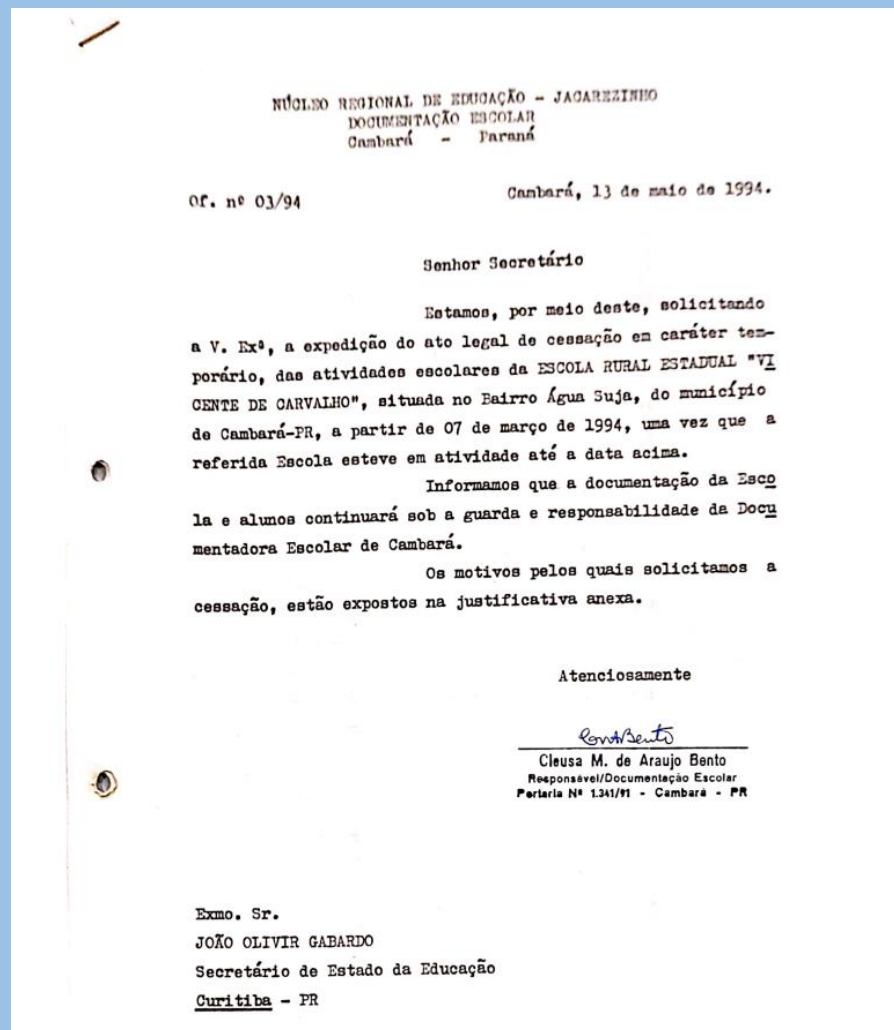 NÚCLEO REGIONAL DE EDUCAÇÃO - JACAREZINHO
DOCUMENTAÇÃO ESCOLAR
Cambará - Paraná
Of. nº 03/94
Cambará, 13 de maio de 1994.
Senhor Secretário
Estamos, por meio deste, solicitando
a V. Exª, a expedição do ato legal de cessação em caráter tem-
porário, das atividades escolares da ESCOLA RURAL ESTADUAL "VI
CENTE DE CARVALHO", situada no Bairro Água Suja, do município
de Cambará-PR, a partir de 07 de março de 1994, uma vez que a
referida Escola esteve em atividade até a data acima.
Informamos que a documentação da Esco
la e alunos continuará sob a guarda e responsabilidade da Docu
mentadora Escolar de Cambará.
Os motivos pelos quais solicitamos a
cessação, estão expostos na justificativa anexa.
Atenciosamente
Cleusa M. de Araujo Bento
Responsável/Documentação Escolar
Portaria Nº 1.341/91 - Cambará - PR
Exmo. Sr.
JOÃO OLIVIR GABARDO
Secretário de Estado da Educação
Curitiba - PR